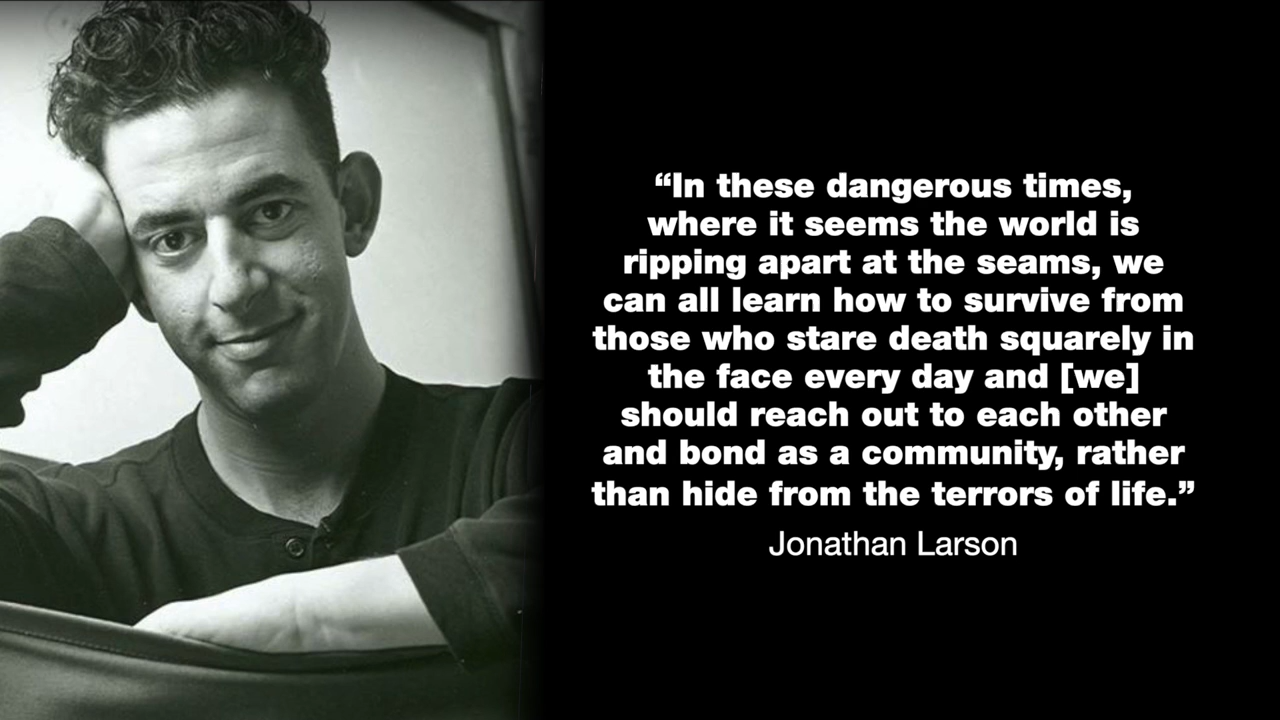 “In these dangerous times,
where it seems the world is
ripping apart at the seams, we
can all learn how to survive from
those who stare death squarely in
the face every day and [we]
should reach out to each other
and bond as a community, rather
than hide from the terrors of life.”
Jonathan Larson